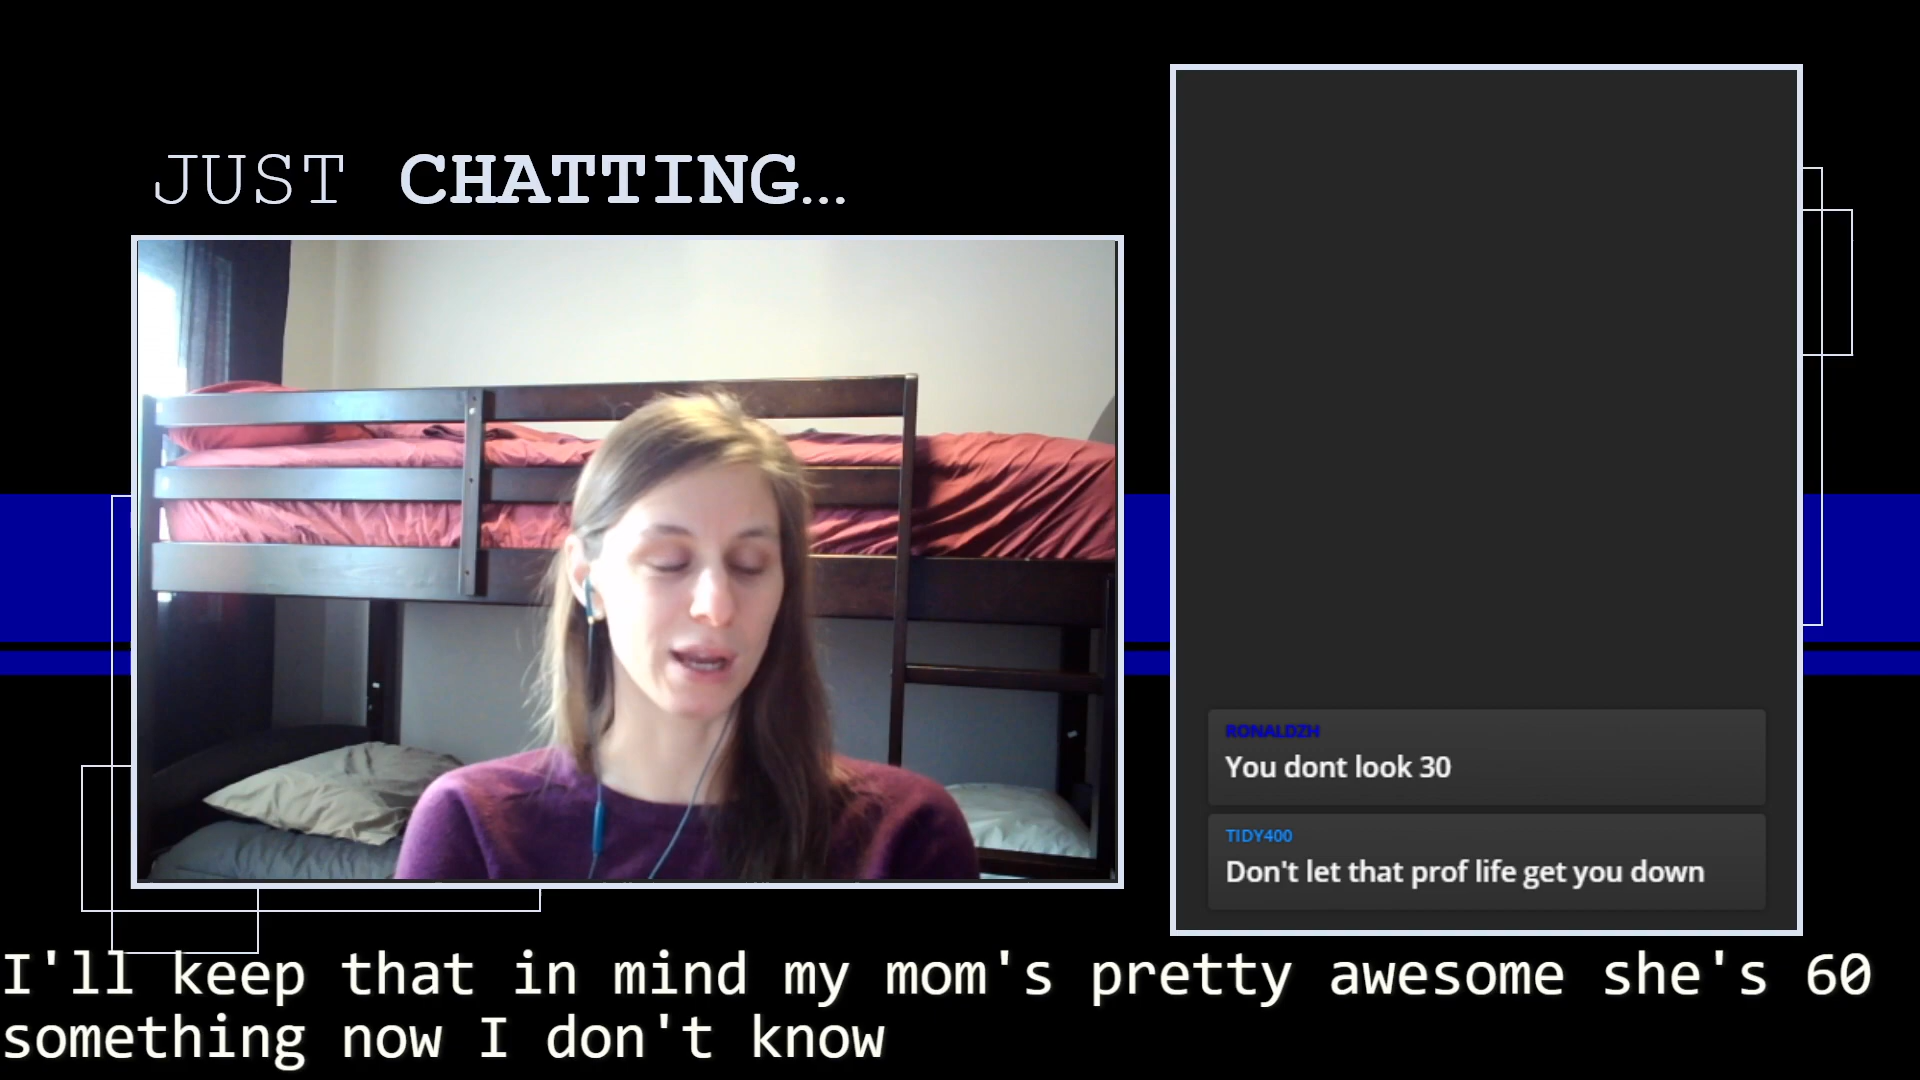 JUST CHATTING...
RONALDZH
You dont look 30
TIDY400
Don't let that prof life get you down
I'll keep that in mind my mom's pretty awesome she's 60
something now I don't know